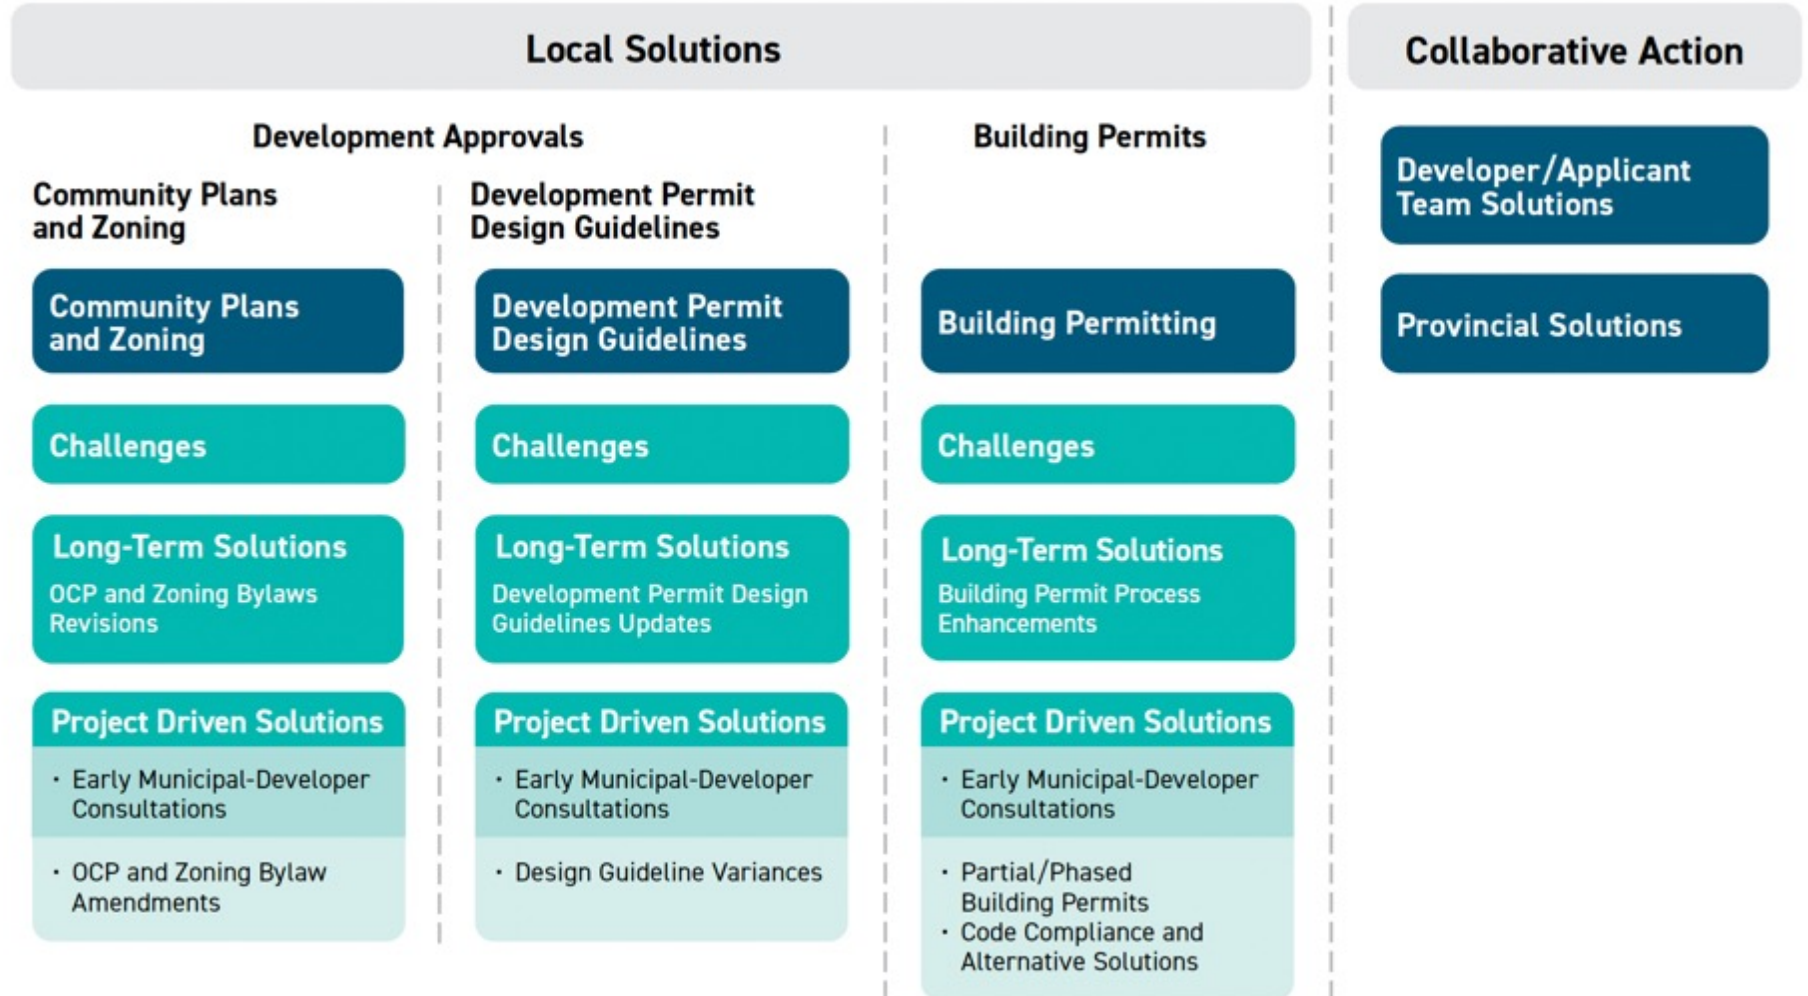 Local Solutions
Collaborative Action
Development Approvals
Building Permits
Community Plans
and Zoning
Development Permit
Design Guidelines
Community Plans
and Zoning
Challenges
Long-Term Solutions
OCP and Zoning Bylaws
Revisions
Project Driven Solutions
· Early Municipal-Developer
Consultations
· OCP and Zoning Bylaw
Amendments
Development Permit
Design Guidelines
Challenges
Long-Term Solutions
Development Permit Design
Guidelines Updates
Project Driven Solutions
· Early Municipal-Developer
Consultations
· Design Guideline Variances
Building Permitting
Challenges
Long-Term Solutions
Building Permit Process
Enhancements
Project Driven Solutions
· Early Municipal-Developer
Consultations
· Partial/Phased
Building Permits
· Code Compliance and
Alternative Solutions
Developer/Applicant
Team Solutions
Provincial Solutions